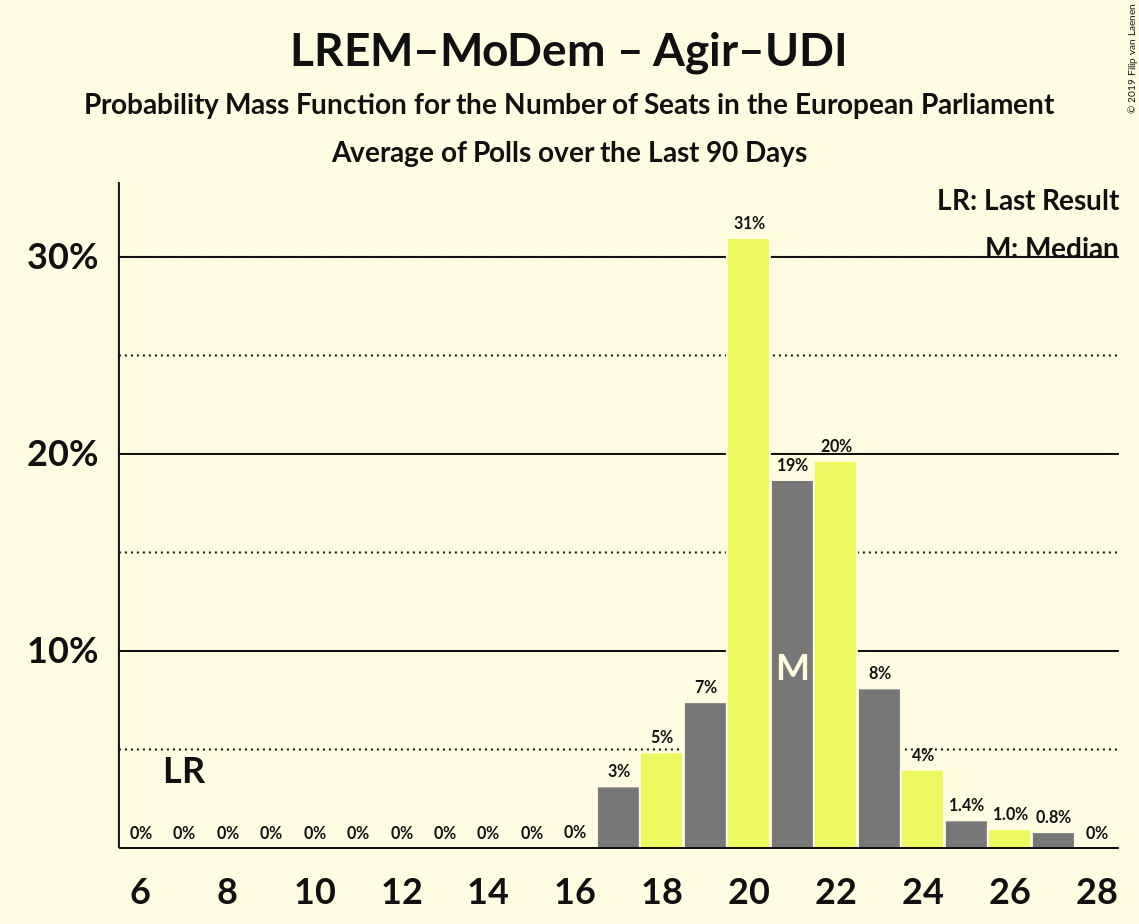 LREM–MoDem – Agir–UDI
Probability Mass Function for the Number of Seats in the European Parliament
Average of Polls over the Last 90 Days
© 2019 Filip van Laenen
LR: Last Result
M: Median
30%
20%
10%
31%
20%
19%
M
8%
7%
5%
4%
3%
LR
1.4%
1.0%
0.8%
0% 0% 0% 0% 0% 0% 0% 0% 0% 0% 0% 0%
6 8 10 12 14 16 18 20 22 24 26 28